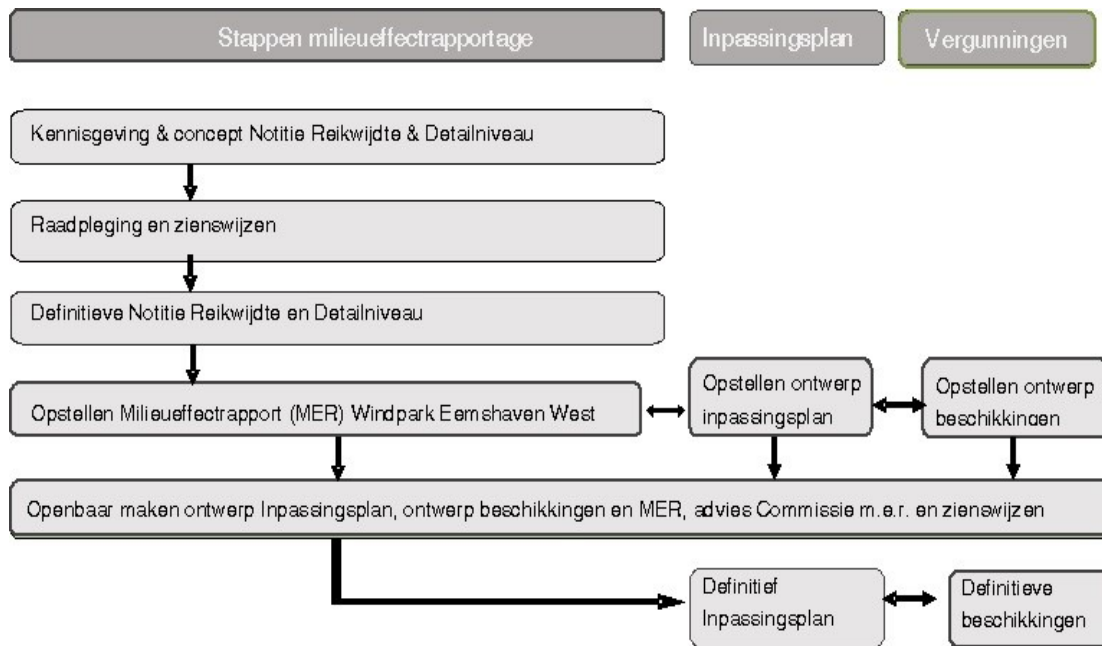 Stappen milieueffectrapportage
Inpassingsplan
Vergunningen
Kennisgeving & concept Notitie Reikwijdte & Detailniveau
Raadpleging en zienswijzen
Definitieve Notitie Reikwijdte en Detailniveau
Opstellen Milieueffectrapport (MER) Windpark Eemshaven West
Opstellen ontwerp
inpassingsplan
Opstellen ontwerp
beschikkingen
Openbaar maken ontwerp Inpassingsplan, ontwerp beschikkingen en MER, advies Commissie m.e.r. en zienswijzen
Definitief
Inpassingsplan
Definitieve
beschikkingen